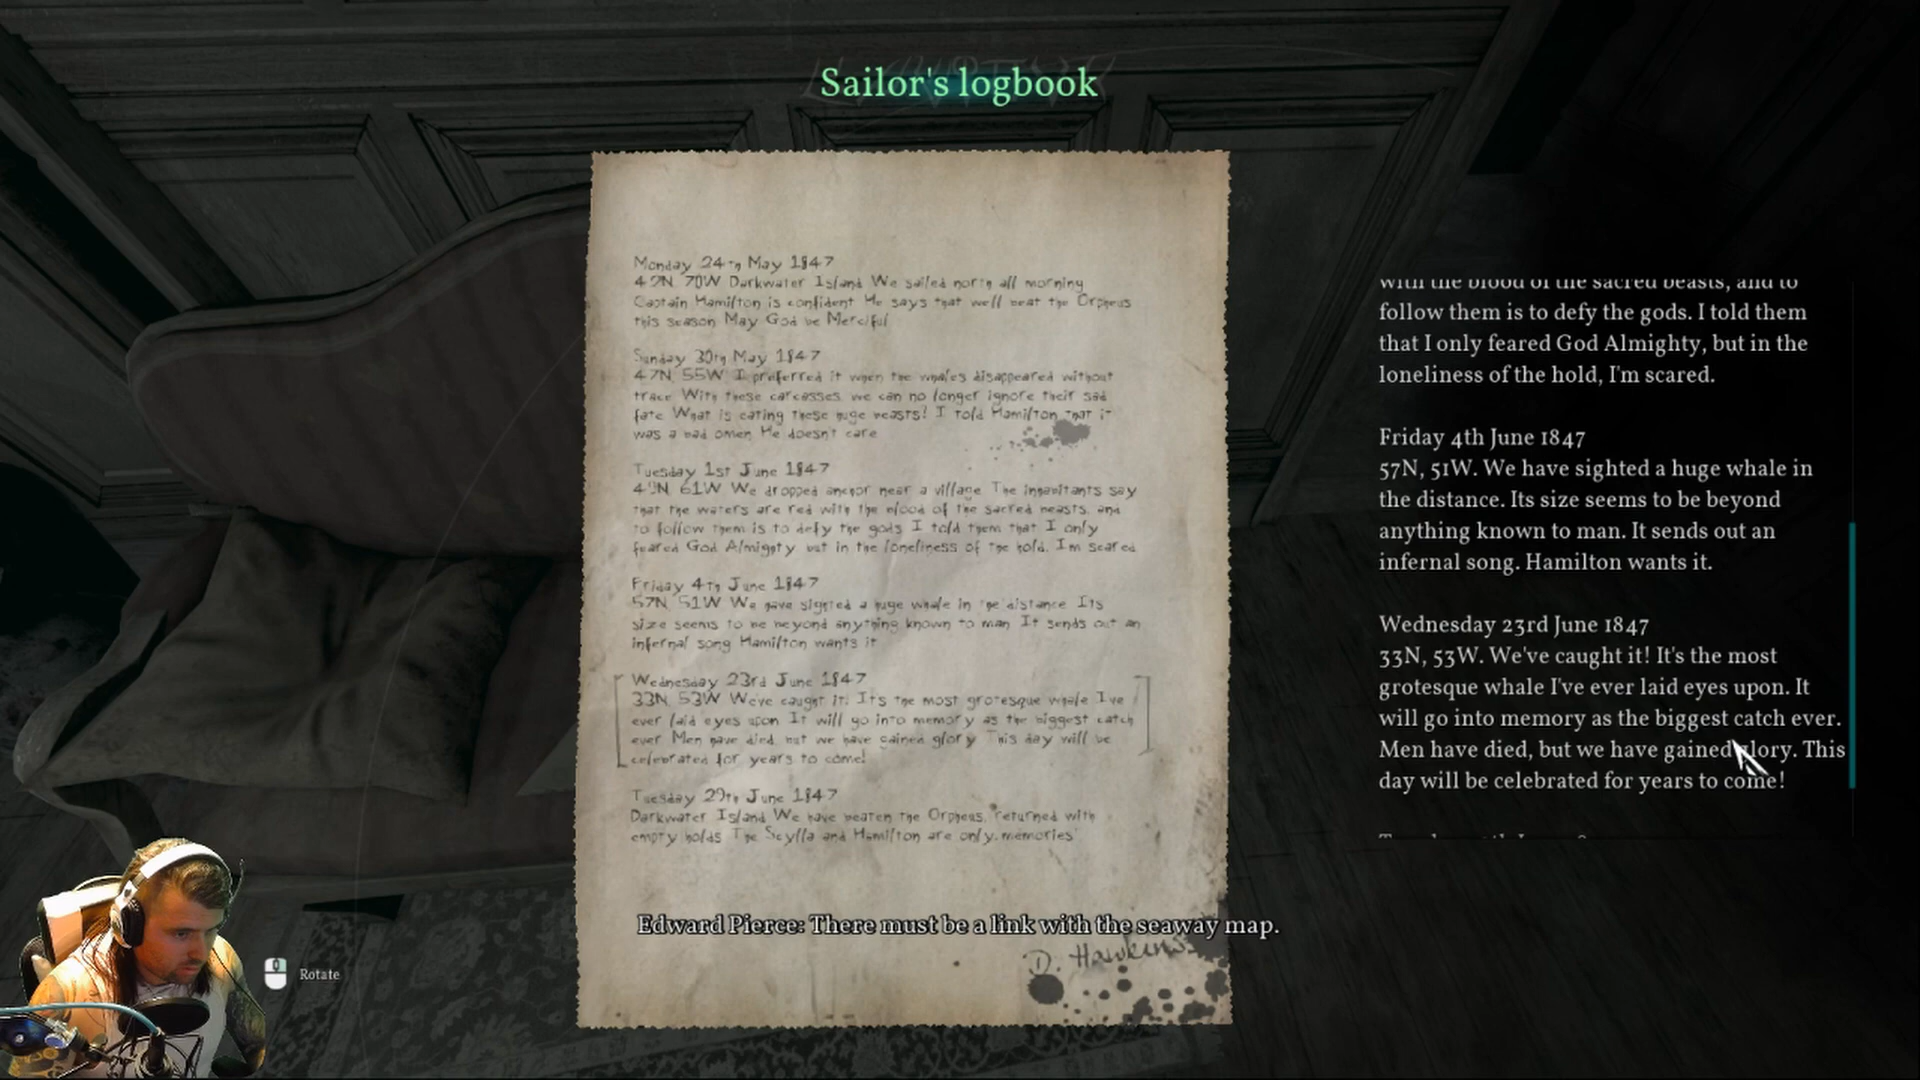 Sailor's logbook
Monday 24th May 1847
42N 70W Darkwater Island We sailed north all morning
Captain Hamilton is confident He says that we'll beat the Orpheus
this season May God be Merciful
Sunday 30th May 1847
47N 55W I preferred it when the whales disappeared without
trace With these carcasses, we can no longer ignore their sad
fate What is eating these huge beasts? I told Hamilton that it
was a bad omen He doesn't care
Tuesday 1st June 1847
61W We dropped anchor near a village The inhabitants say
that the waters are red with the blood of the sacred beasts, and
to follow them is to defy the gods I told them that I only
feared God Almighty but in the loneliness of the hold, I'm scared
Friday 4th June 1847
57N 51W We have sighted a huge whale in the distance Its
size seems to be beyond anything known to man It sends out an
infernal song Hamilton wants it
Wednesday 23rd June 1847
33N 53W We've caught it! It's the most grotesque whale I've
ever laid eyes upon It will go into memory as the biggest catch
ever Men have died, but we have gained glory This day will be
celebrated for years to come!
Tuesday 29th June 1847
Darkwater Island We have beaten the Orpheus, returned with
empty holds The Scylla and Hamilton are only memories
D. Hawkins
with the blood of the sacred beasts, and to
follow them is to defy the gods. I told them
that I only feared God Almighty, but in the
loneliness of the hold, I'm scared.
Friday 4th June 1847
57N, 51W. We have sighted a huge whale in
the distance. Its size seems to be beyond
anything known to man. It sends out an
infernal song. Hamilton wants it.
Wednesday 23rd June 1847
33N, 53W. We've caught it! It's the most
grotesque whale I've ever laid eyes upon. It
will go into memory as the biggest catch ever.
Men have died, but we have gained glory. This
day will be celebrated for years to come!
Edward Pierce: There must be a link with the seaway map.
Rotate